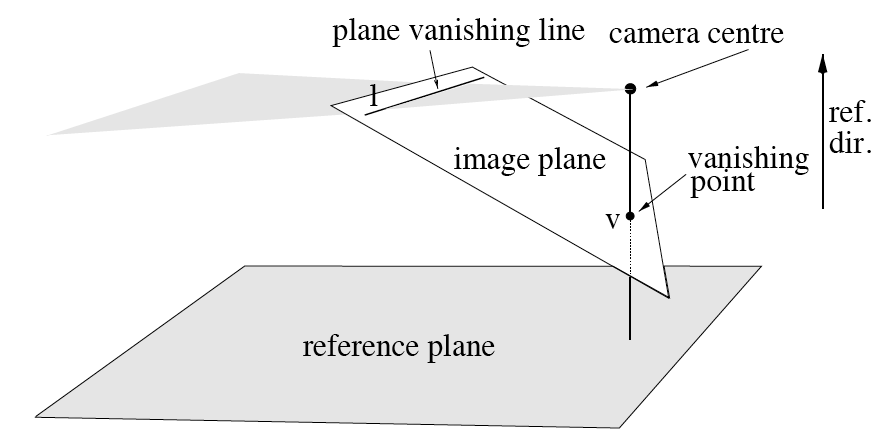 plane vanishing line
camera centre
l
ref.
dir.
image plane
vanishing
point
v
reference plane